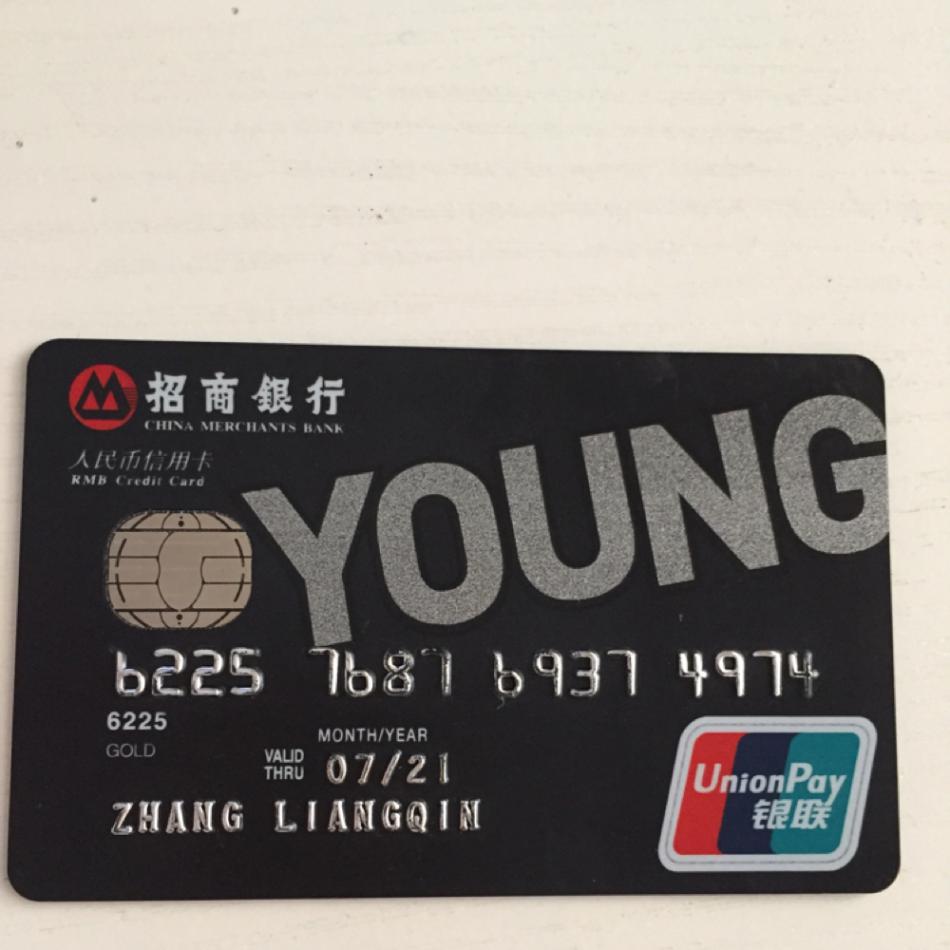 招商銀行
CHINA MERCHANTS BANK
人民币信用卡
RMB Credit Card
YOUNG
6225 7687 6937 4974
6225
GOLD
MONTH/YEAR
VALID THRU 07/21
ZHANG LIANGQIN
UnionPay
银联